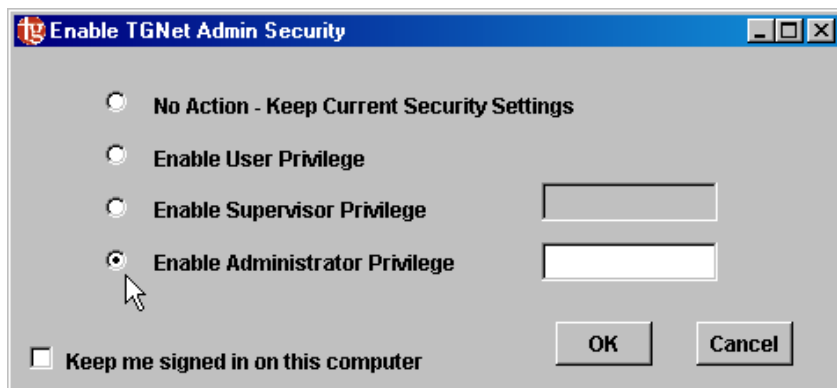 tg Enable TGNet Admin Security
No Action - Keep Current Security Settings
Enable User Privilege
Enable Supervisor Privilege
Enable Administrator Privilege
OK Cancel
Keep me signed in on this computer